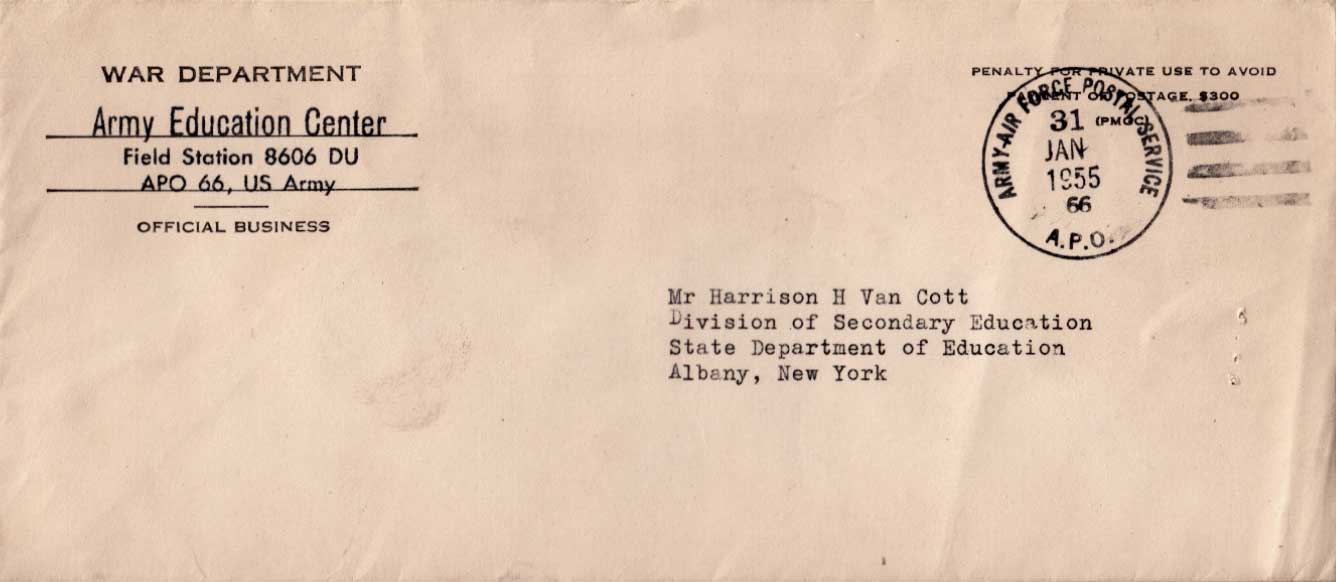 WAR DEPARTMENT
Army Education Center
Field Station 8606 DU
APO 66, US Army
OFFICIAL BUSINESS
PENALTY FOR PRIVATE USE TO AVOID
PAYMENT OF POSTAGE, $300
(PMGC)
ARMY-AIR FORCE POSTAL SERVICE
31
JAN
1955
66
A.P.O.
Mr Harrison H Van Cott
Division of Secondary Education
State Department of Education
Albany, New York